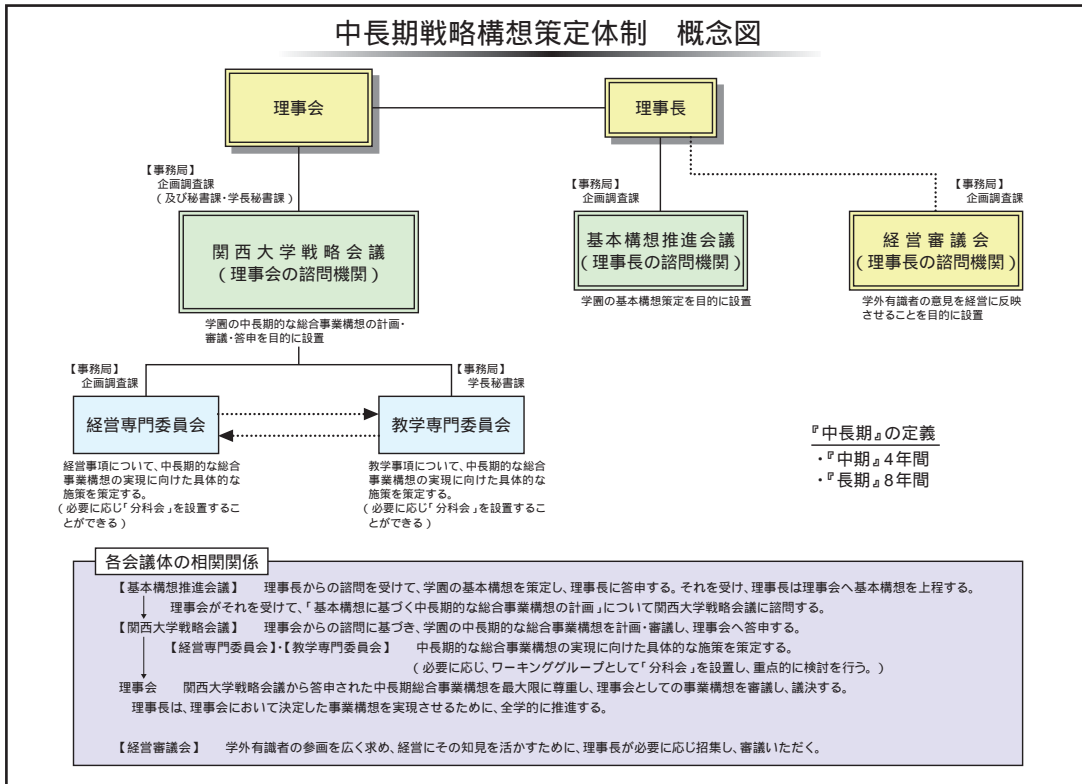 中長期戦略構想策定体制　概念図
理事会
理事長
【事務局】
企画調査課
(及び秘書課・学長秘書課)
【事務局】
企画調査課
【事務局】
企画調査課
関西大学戦略会議
(理事会の諮問機関)
基本構想推進会議
(理事長の諮問機関)
経営審議会
(理事長の諮問機関)
学園の中長期的な総合事業構想の計画・
審議・答申を目的に設置
学園の基本構想策定を目的に設置
学外有識者の意見を経営に反映
させることを目的に設置
【事務局】
企画調査課
【事務局】
学長秘書課
経営専門委員会
教学専門委員会
経営事項について、中長期的な総合
事業構想の実現に向けた具体的な
施策を策定する。
(必要に応じ「分科会」を設置するこ
とができる)
教学事項について、中長期的な総合
事業構想の実現に向けた具体的な
施策を策定する。
(必要に応じ「分科会」を設置するこ
とができる)
『中長期』の定義
・『中期』4年間
・『長期』8年間
各会議体の相関関係
【基本構想推進会議】　理事長からの諮問を受けて、学園の基本構想を策定し、理事長に答申する。それを受け、理事長は理事会へ基本構想を上程する。
理事会がそれを受けて、「基本構想に基づく中長期的な総合事業構想の計画」について関西大学戦略会議に諮問する。
【関西大学戦略会議】　理事会からの諮問に基づき、学園の中長期的な総合事業構想を計画・審議し、理事会へ答申する。
【経営専門委員会】・【教学専門委員会】　中長期的な総合事業構想の実現に向けた具体的な施策を策定する。
(必要に応じ、ワーキンググループとして「分科会」を設置し、重点的に検討を行う。)
理事会　関西大学戦略会議から答申された中長期総合事業構想を最大限に尊重し、理事会としての事業構想を審議し、議決する。
理事長は、理事会において決定した事業構想を実現させるために、全学的に推進する。
【経営審議会】　学外有識者の参画を広く求め、経営にその知見を活かすために、理事長が必要に応じ招集し、審議いただく。